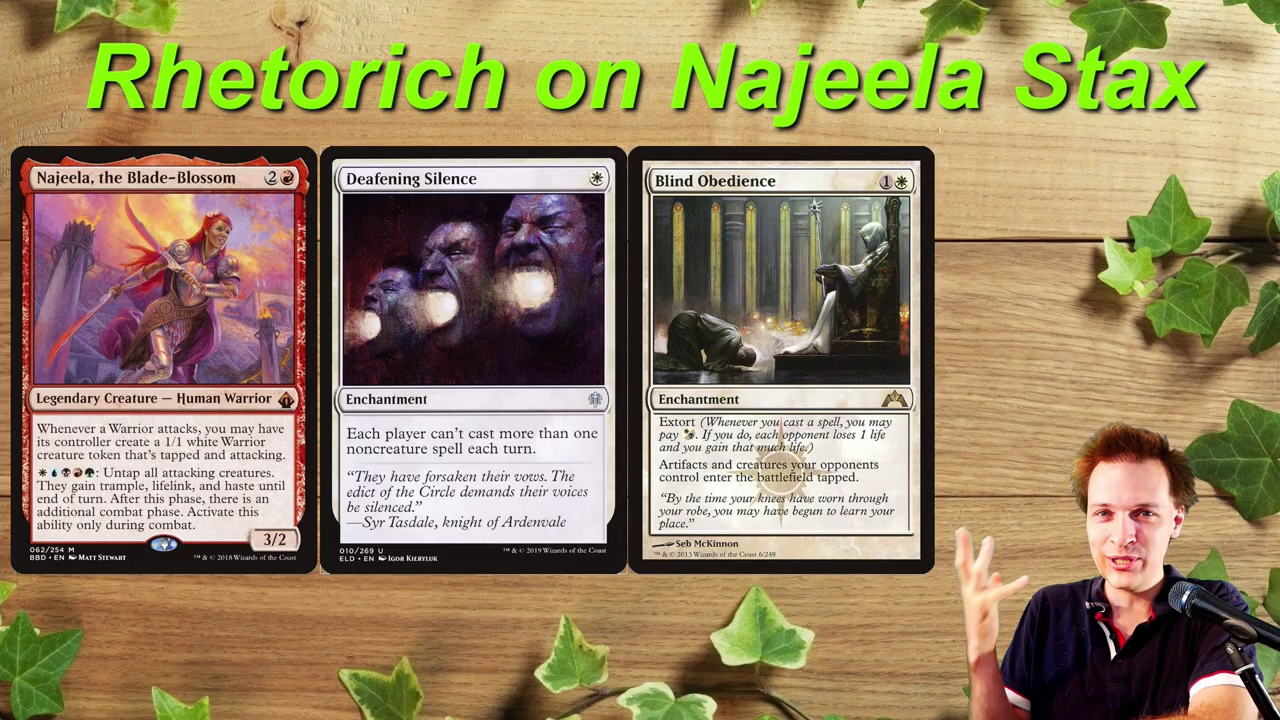 Rhetorich on Najeela Stax
Najeela, the Blade-Blossom 2
Legendary Creature — Human Warrior
Whenever a Warrior attacks, you may have
its controller create a 1/1 white Warrior
creature token that's tapped and attacking.
: Untap all attacking creatures.
They gain trample, lifelink, and haste until
end of turn. After this phase, there is an
additional combat phase. Activate this
ability only during combat.
3/2
062/254 M
BBD • EN Matt Stewart
™ & © 2018 Wizards of the Coast
Deafening Silence
Enchantment
Each player can't cast more than one
noncreature spell each turn.
"They have forsaken their vows. The
edict of the Circle demands their voices
be silenced."
—Syr Tasdale, knight of Ardenvale
010/269 U
ELD • EN Igor Kieryluk
™ & © 2019 Wizards of the Coast
Blind Obedience 1
Enchantment
Extort (Whenever you cast a spell, you may
pay . If you do, each opponent loses 1 life
and you gain that much life.)
Artifacts and creatures your opponents
control enter the battlefield tapped.
"By the time your knees have worn through
your robe, you may have begun to learn your
place."
Seb McKinnon
™ & © 2013 Wizards of the Coast 6/249